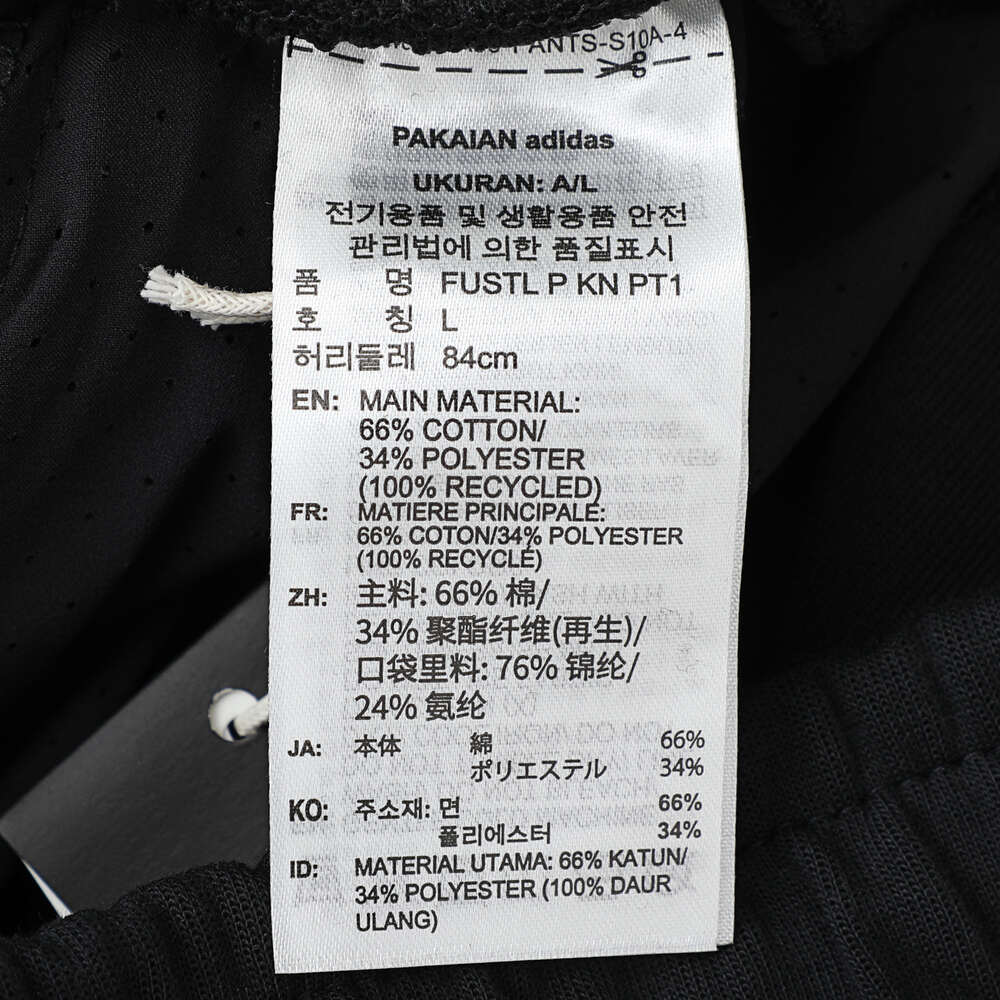 PANTS-S10A-4
PAKAIAN adidas
UKURAN: A/L
전기용품 및 생활용품 안전
관리법에 의한 품질표시
품 명 FUSTL P KN PT1
호 칭 L
허리둘레 84cm
EN: MAIN MATERIAL:
66% COTTON/
34% POLYESTER
(100% RECYCLED)
FR: MATIERE PRINCIPALE:
66% COTON/34% POLYESTER
(100% RECYCLÉ)
ZH: 主料: 66% 棉/
34% 聚酯纤维(再生)/
口袋里料: 76% 锦纶/
24% 氨纶
JA: 本体 綿 66%
ポリエステル 34%
KO: 주소재: 면 66%
폴리에스터 34%
ID: MATERIAL UTAMA: 66% KATUN/
34% POLYESTER (100% DAUR
ULANG)